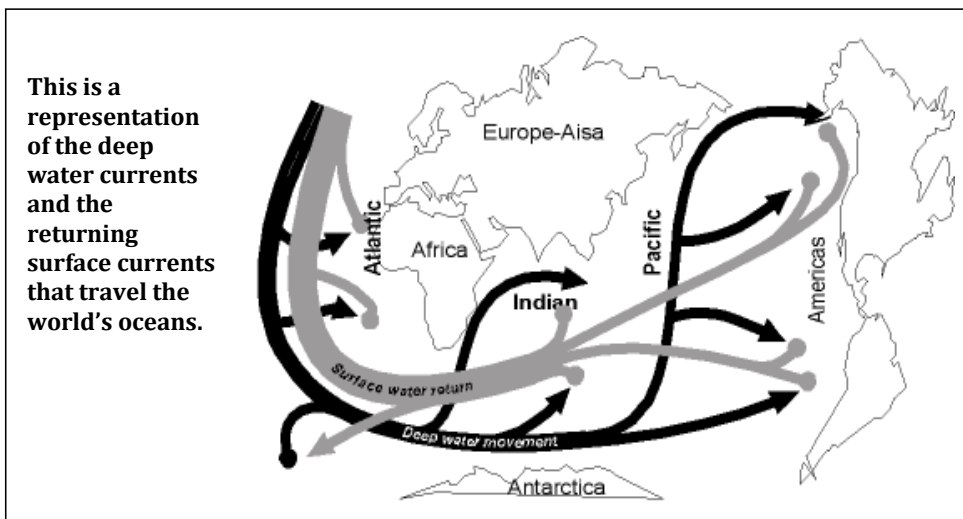 This is a
representation
of the deep
water currents
and the
returning
surface currents
that travel the
world's oceans.
Europe-Aisa
Atlantic
Africa
Indian
Pacific
Americas
Surface water return
Deep water movement
Antarctica